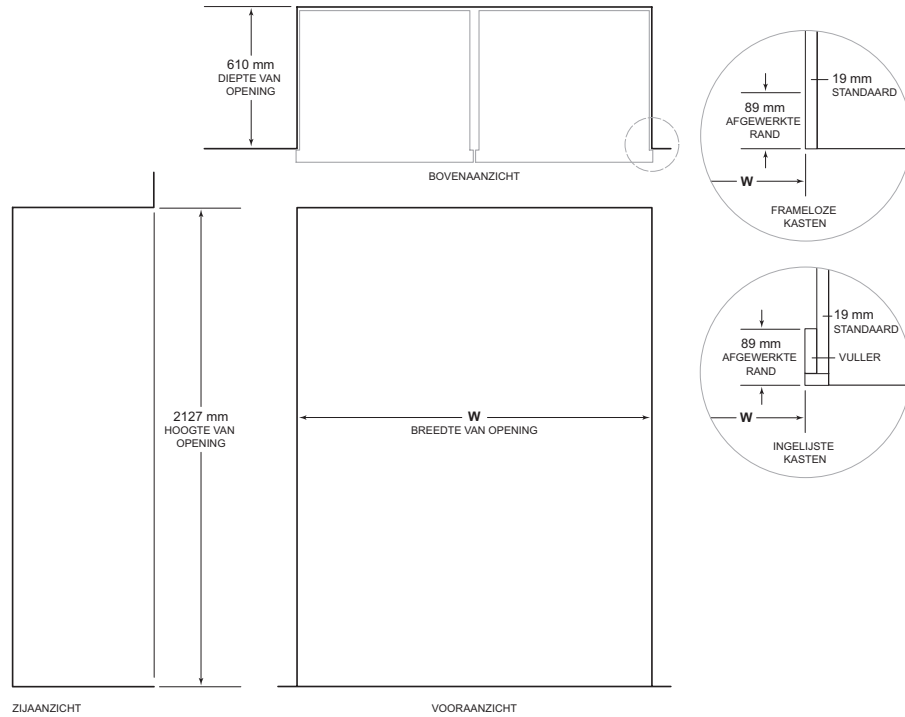 610 mm
DIEPTE VAN
OPENING
BOVENAANZICHT
19 mm
STANDAARD
89 mm
AFGEWERKTE
RAND
W
FRAMELOZE
KASTEN
19 mm
STANDAARD
89 mm
AFGEWERKTE
RAND
VULLER
W
INGELIJSTE
KASTEN
2127 mm
HOOGTE VAN
OPENING
W
BREEDTE VAN OPENING
ZIJAANZICHT
VOORAANZICHT